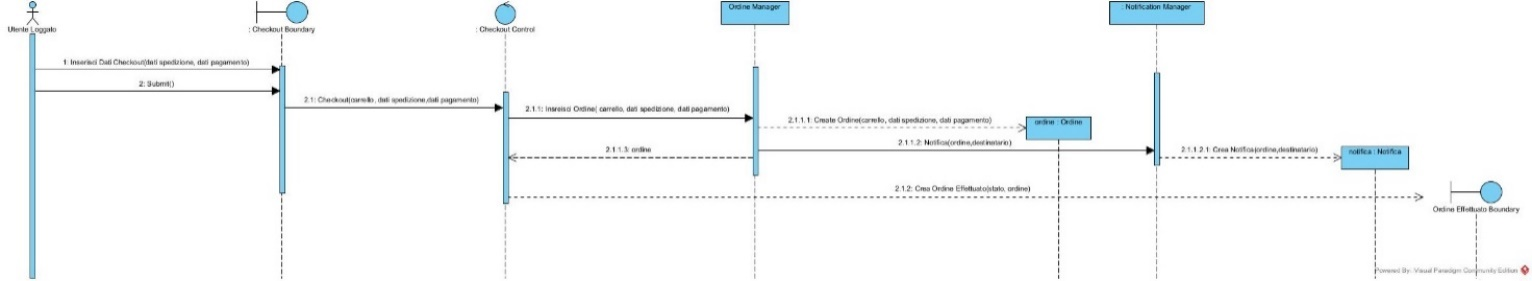 Ordine Manager
: Notification Manager
Utente Loggato
: Checkout Boundary
: Checkout Control
1: Inserisci Dati Checkout(dati spedizione, dati pagamento)
2: Submit()
2.1: Checkout(carrello, dati spedizione,dati pagamento)
2.1.1: Insreisci Ordine( carrello, dati spedizione, dati pagamento)
2.1.1.1: Create Ordine(carrello, dati spedizione, dati pagamento)
ordine : Ordine
2.1.1.2: Notifica(ordine,destinatario)
2.1.1.3: ordine
2.1.1.2.1: Crea Notifica(ordine,destinatario)
notifica : Notifica
2.1.2: Crea Ordine Effettuato(stato, ordine)
Ordine Effettuato Boundary
Powered By: Visual Paradigm Community Edition